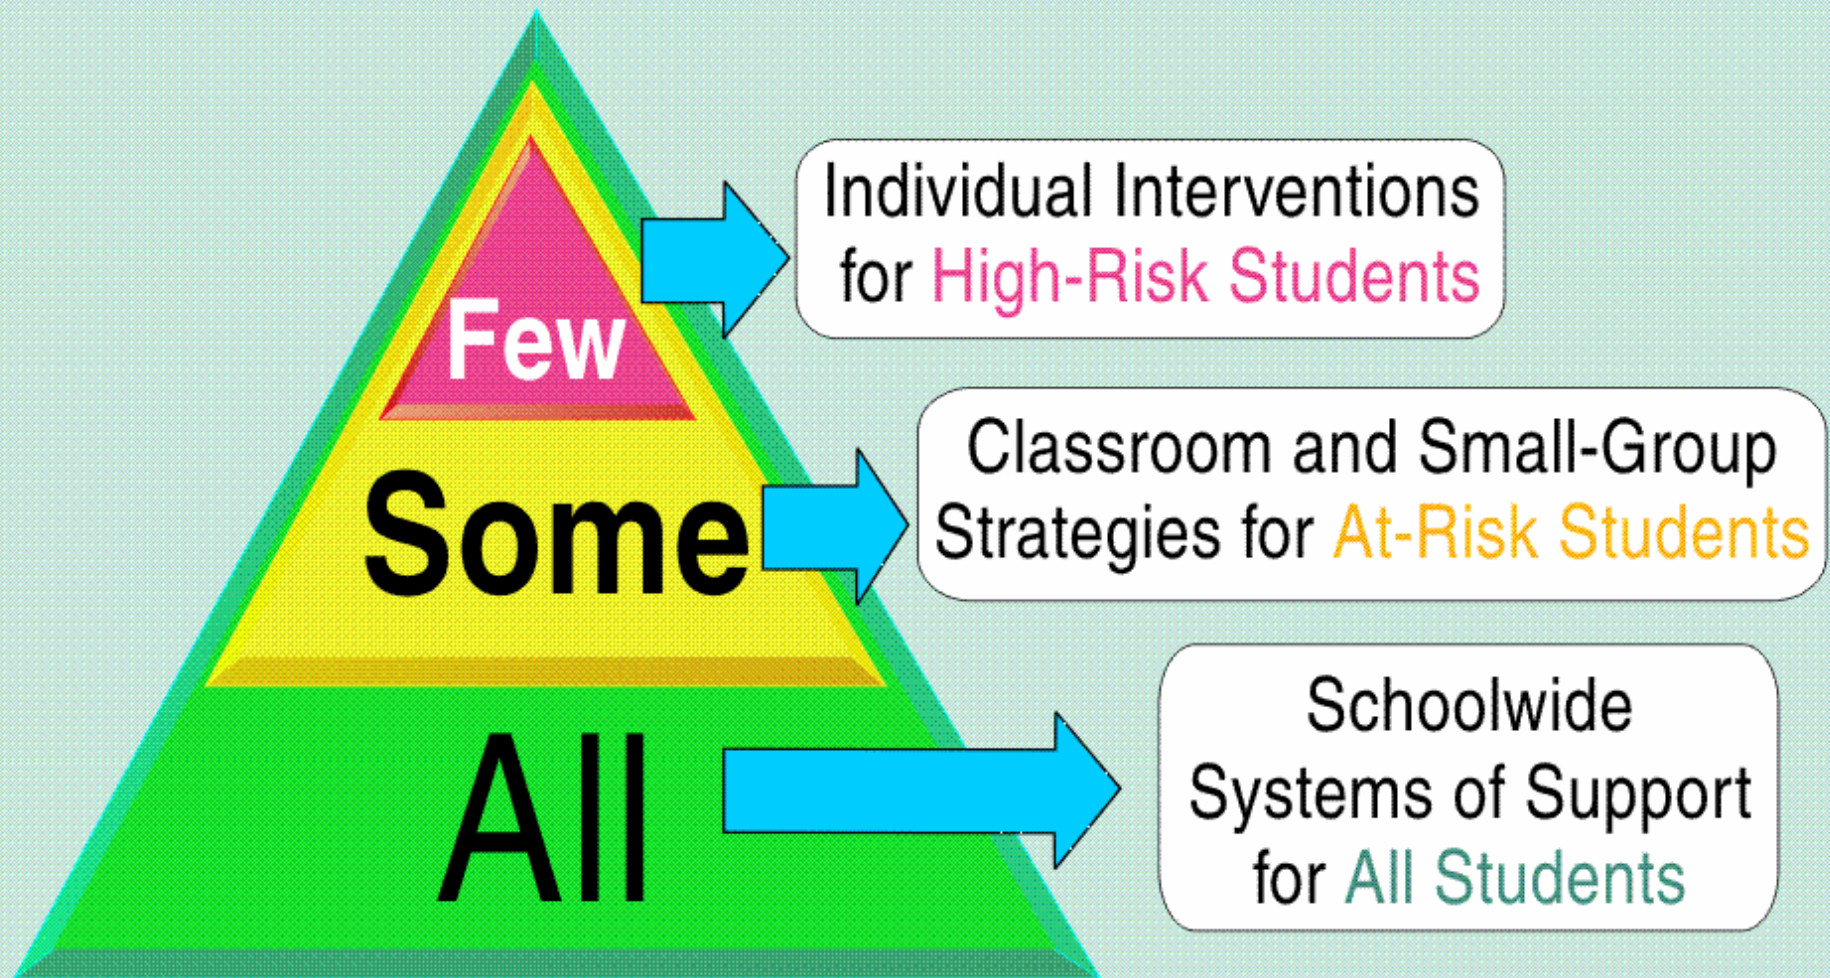 Few
Individual Interventions
for High-Risk Students
Some
Classroom and Small-Group
Strategies for At-Risk Students
All
Schoolwide
Systems of Support
for All Students